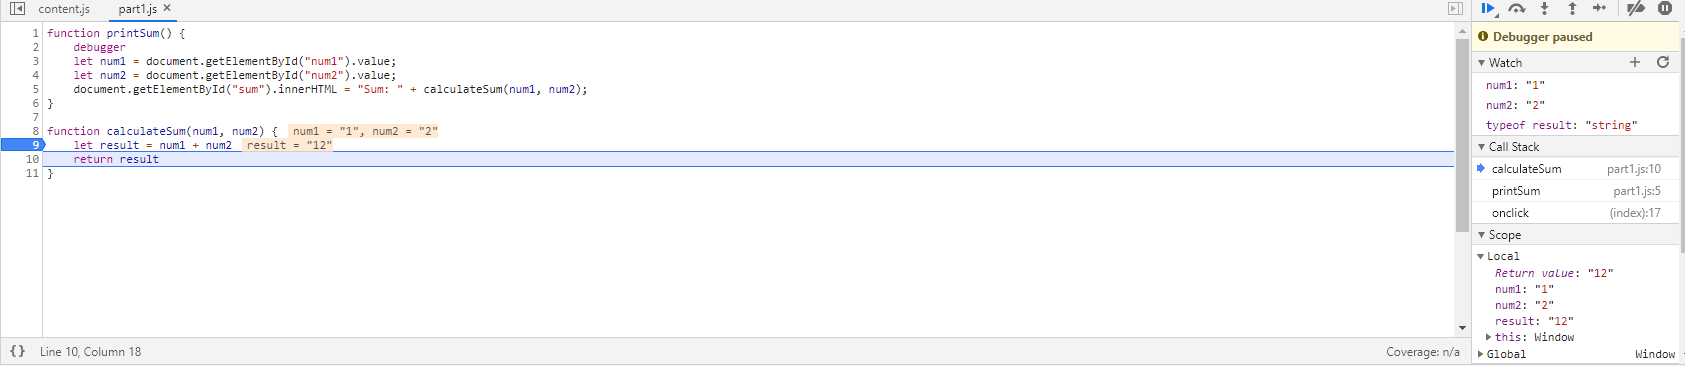 content.js part1.js ×
1 function printSum() {
2 debugger
3 let num1 = document.getElementById("num1").value;
4 let num2 = document.getElementById("num2").value;
5 document.getElementById("sum").innerHTML = "Sum: " + calculateSum(num1, num2);
6 }
7
8 function calculateSum(num1, num2) { num1 = "1", num2 = "2"
9 let result = num1 + num2 result = "12"
10 return result
11 }
{} Line 10, Column 18 Coverage: n/a
Debugger paused
Watch
num1: "1"
num2: "2"
typeof result: "string"
Call Stack
calculateSum part1.js:10
printSum part1.js:5
onclick (index):17
Scope
Local
Return value: "12"
num1: "1"
num2: "2"
result: "12"
this: Window
Global Window